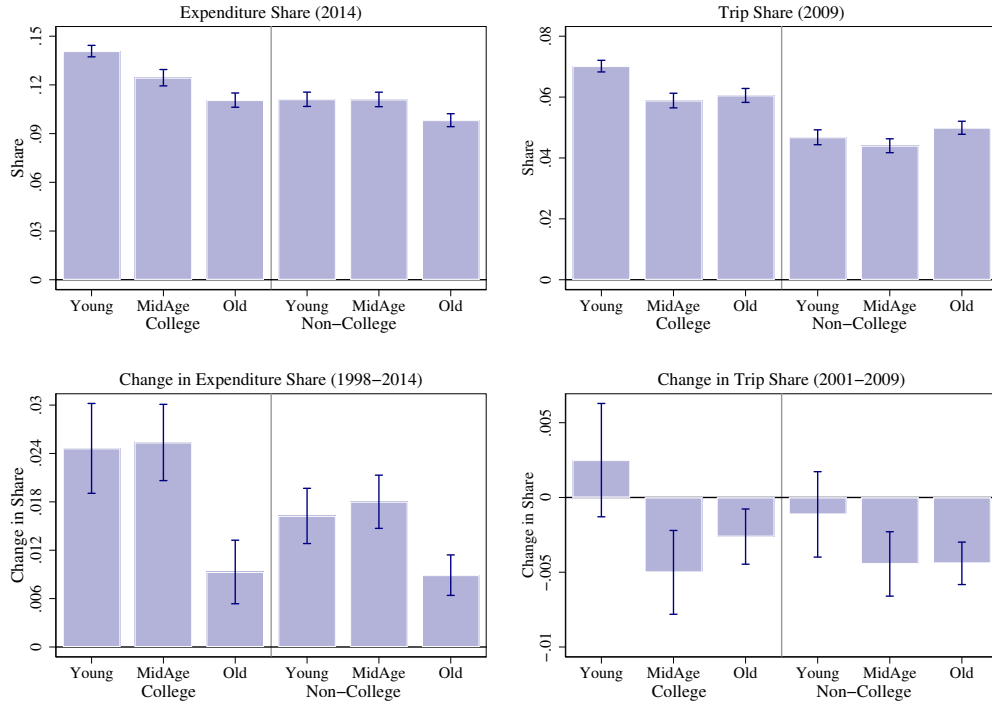 Expenditure Share (2014)
Share
.15
.12
.09
.06
.03
0
Young MidAge Old Young MidAge Old
College Non−College
Trip Share (2009)
Share
.08
.06
.04
.02
0
Young MidAge Old Young MidAge Old
College Non−College
Change in Expenditure Share (1998−2014)
Change in Share
.03
.024
.018
.012
.006
0
Young MidAge Old Young MidAge Old
College Non−College
Change in Trip Share (2001−2009)
Change in Share
.005
0
−.005
−.01
Young MidAge Old Young MidAge Old
College Non−College